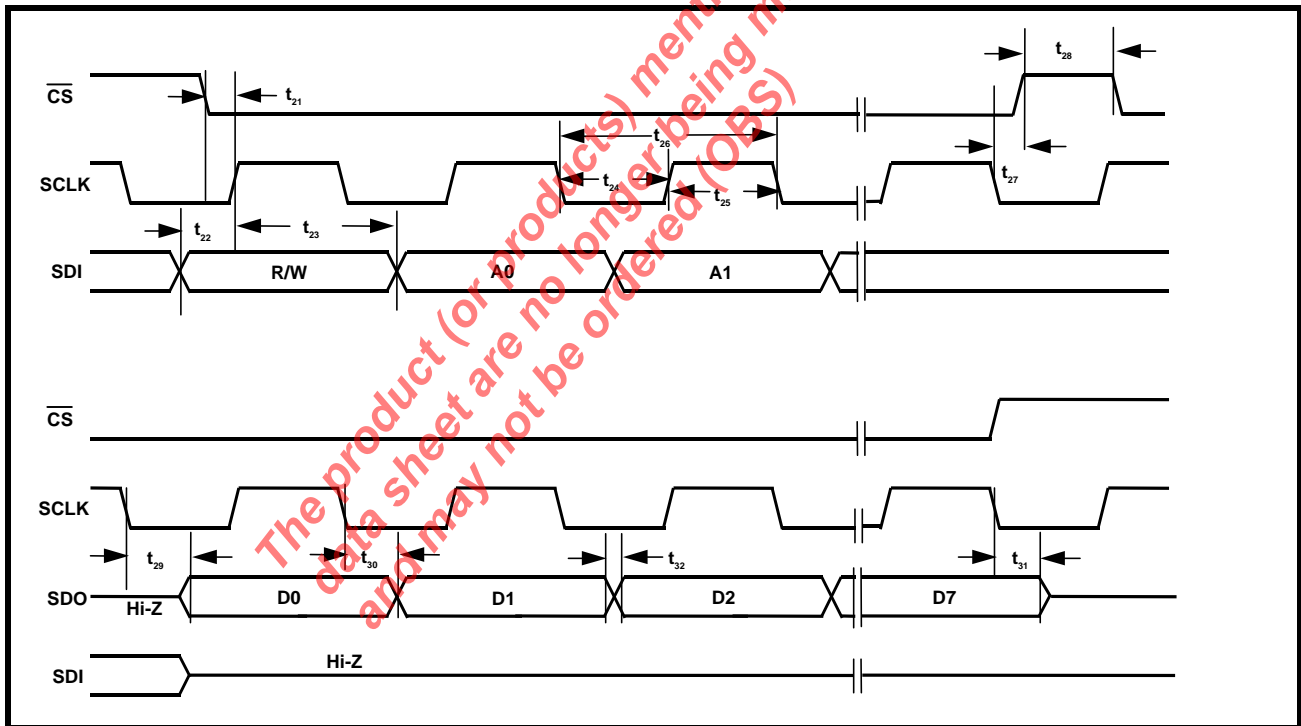 t28
CS
t21
t26
SCLK
t24
t27
t25
t22
t23
SDI
R/W
A0
A1
The product (or products) mentu
data sheet are no longer being m
and may not be ordered (OBS)
CS
SCLK
t29
t30
t32
t31
SDO
Hi-Z
D0
D1
D2
D7
Hi-Z
SDI